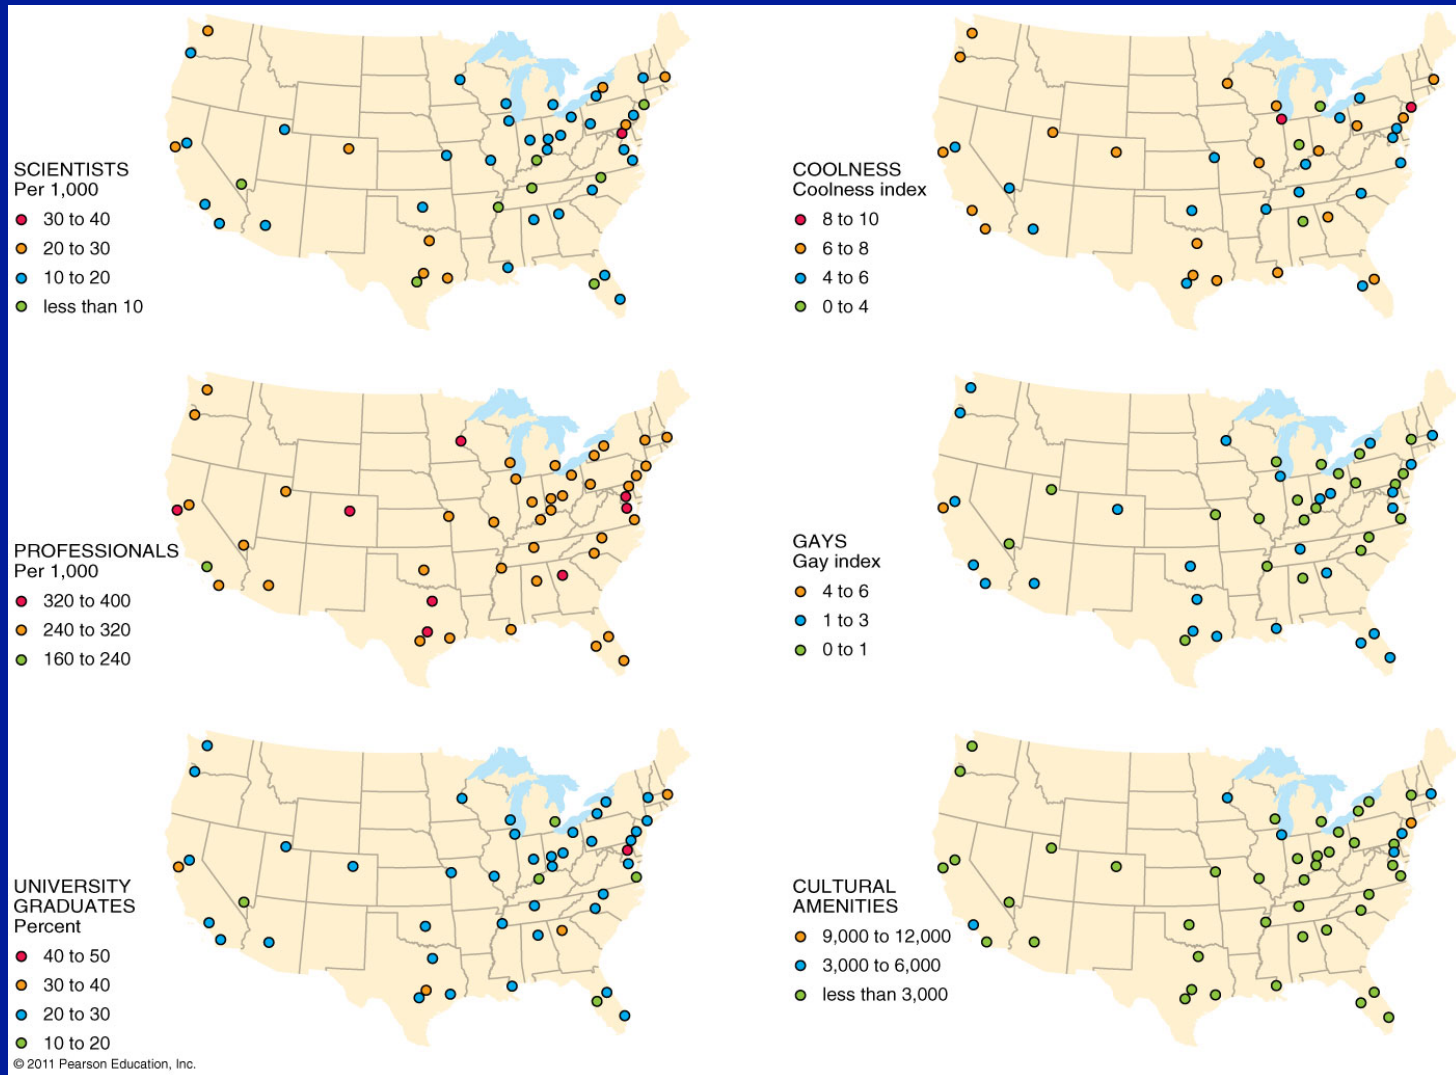 SCIENTISTS
Per 1,000
30 to 40
20 to 30
10 to 20
less than 10
COOLNESS
Coolness index
8 to 10
6 to 8
4 to 6
0 to 4
PROFESSIONALS
Per 1,000
320 to 400
240 to 320
160 to 240
GAYS
Gay index
4 to 6
1 to 3
0 to 1
UNIVERSITY
GRADUATES
Percent
40 to 50
30 to 40
20 to 30
10 to 20
CULTURAL
AMENITIES
9,000 to 12,000
3,000 to 6,000
less than 3,000
© 2011 Pearson Education, Inc.